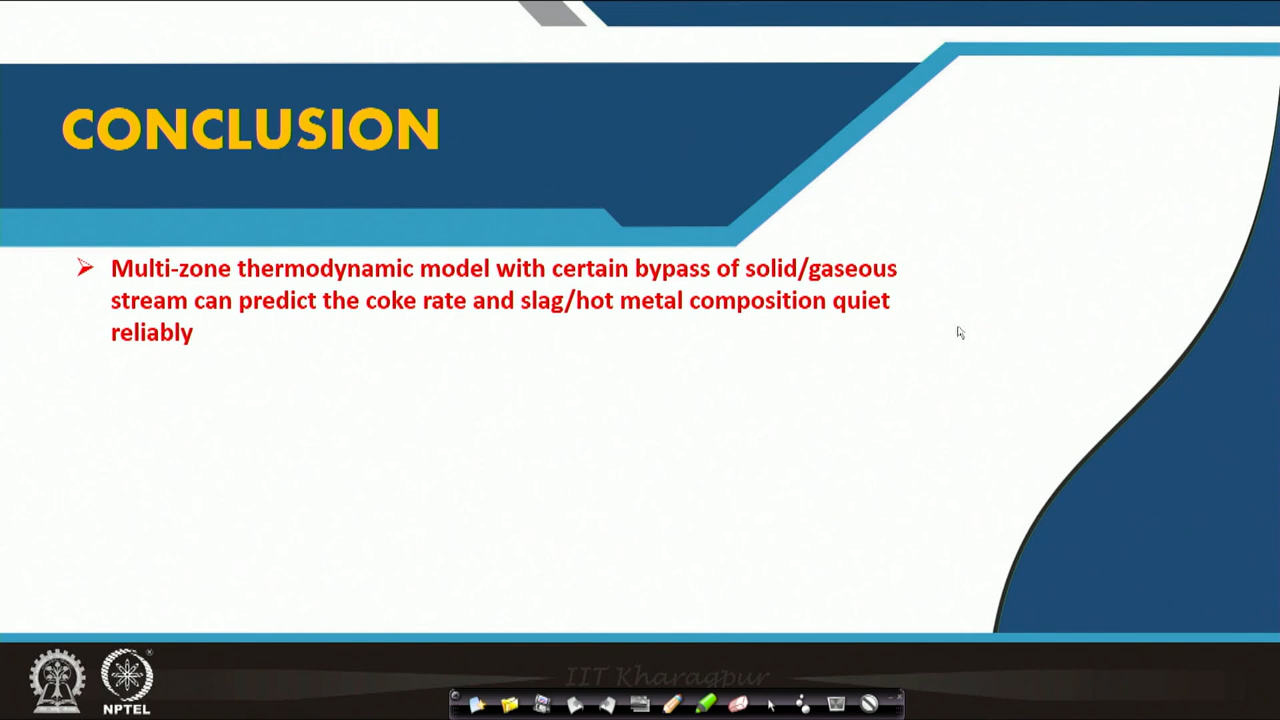 CONCLUSION
Multi-zone thermodynamic model with certain bypass of solid/gaseous
stream can predict the coke rate and slag/hot metal composition quiet
reliably
IIT Kharagpur
NPTEL